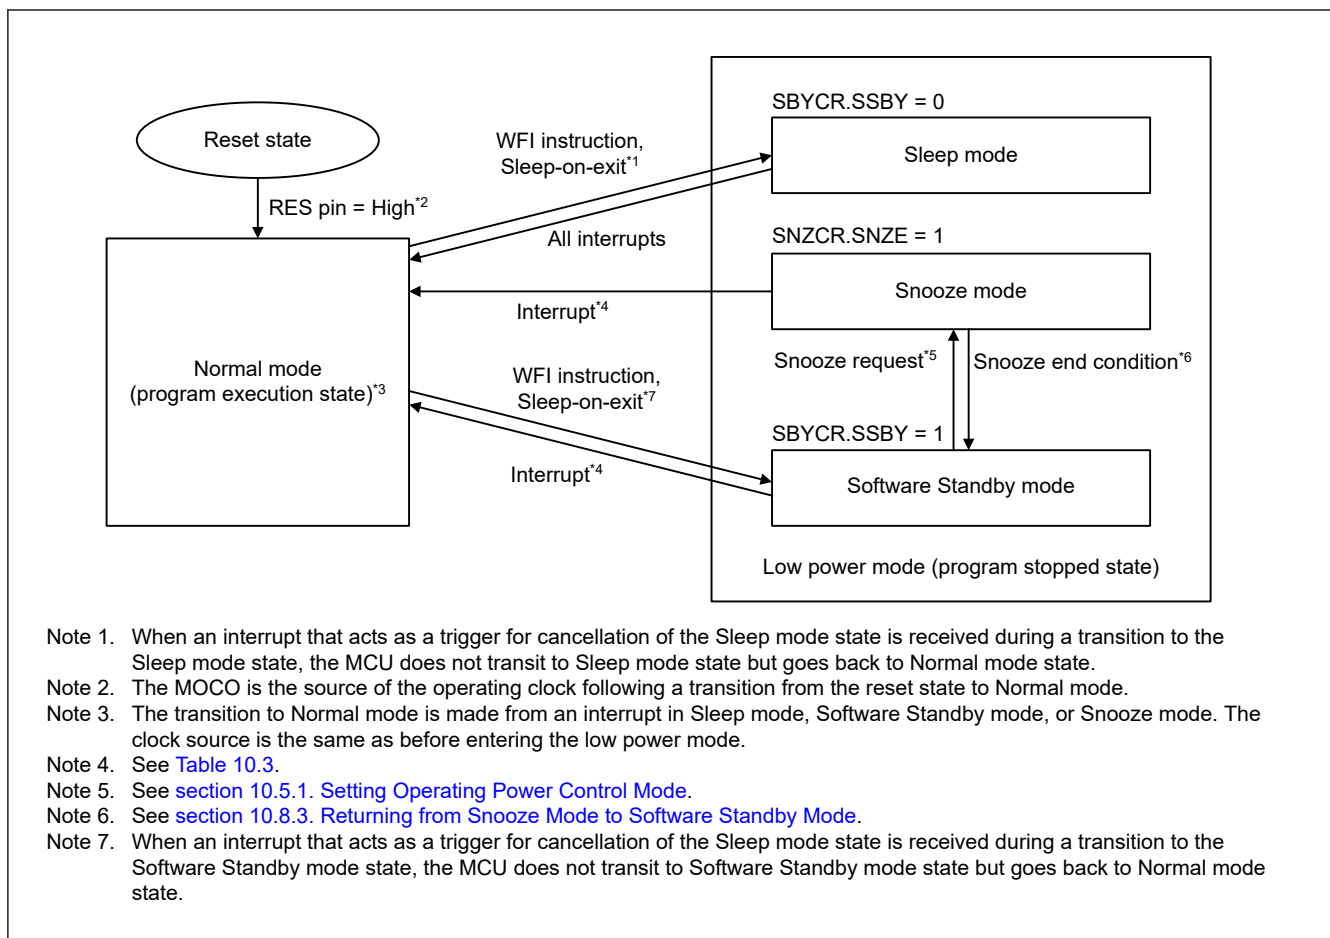 SBYCR.SSBY = 0
Reset state
WFI instruction,
Sleep-on-exit*1
Sleep mode
RES pin = High*2
All interrupts
SNZCR.SNZE = 1
Snooze mode
Interrupt*4
Normal mode
(program execution state)*3
Snooze request*5
Snooze end condition*6
WFI instruction,
Sleep-on-exit*7
SBYCR.SSBY = 1
Interrupt*4
Software Standby mode
Low power mode (program stopped state)
Note 1. When an interrupt that acts as a trigger for cancellation of the Sleep mode state is received during a transition to the
Sleep mode state, the MCU does not transit to Sleep mode state but goes back to Normal mode state.
Note 2. The MOCO is the source of the operating clock following a transition from the reset state to Normal mode.
Note 3. The transition to Normal mode is made from an interrupt in Sleep mode, Software Standby mode, or Snooze mode. The
clock source is the same as before entering the low power mode.
Note 4. See Table 10.3.
Note 5. See section 10.5.1. Setting Operating Power Control Mode.
Note 6. See section 10.8.3. Returning from Snooze Mode to Software Standby Mode.
Note 7. When an interrupt that acts as a trigger for cancellation of the Sleep mode state is received during a transition to the
Software Standby mode state, the MCU does not transit to Software Standby mode state but goes back to Normal mode
state.